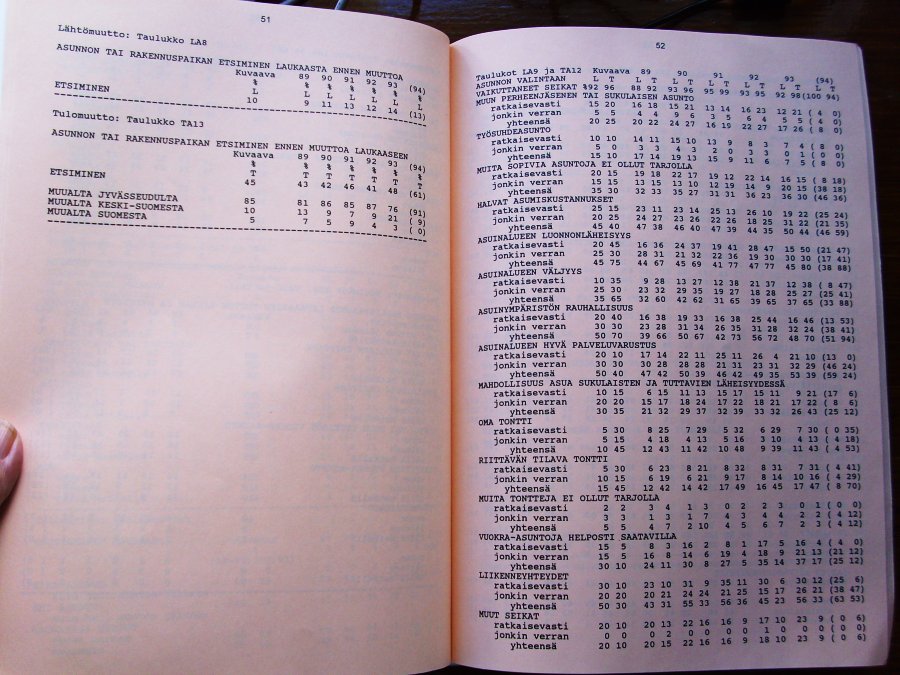 51
Lähtömuutto: Taulukko LA8
ASUNNON TAI RAKENNUSPAIKAN ETSIMINEN LAUKAASTA ENNEN MUUTTOA
Kuvaava 89 90 91 92 93 (94)
% % % % % %
ETSIMINEN L L L L L L L
10 9 11 13 12 14 (13)
Tulomuutto: Taulukko TA13
ASUNNON TAI RAKENNUSPAIKAN ETSIMINEN ENNEN MUUTTOA LAUKAASEEN
Kuvaava 89 90 91 92 93 (94)
% % % % % %
ETSIMINEN T T T T T T T
45 43 42 46 41 48 (61)
MUUALTA JYVÄSSEUDULTA 85 81 86 85 87 76 (91)
MUUALTA KESKI-SUOMESTA 10 13 9 7 9 21 ( 9)
MUUALTA SUOMESTA 5 7 5 9 4 3 ( 0)
52
Taulukot LA9 ja TA12 Kuvaava 89 90 91 92 93 (94)
ASUNNON VALINTAAN L T L T L T L T L T L T L T
VAIKUTTANEET SEIKAT %92 96 88 92 93 96 95 99 93 95 92 98(100 94)
MUUN PERHEENJÄSENEN TAI SUKULAISEN ASUNTO
ratkaisevasti 15 20 16 18 15 21 13 14 16 23 12 21 ( 4 0)
jonkin verran 5 5 4 4 9 6 3 5 6 4 5 5 ( 4 0)
yhteensä 20 25 20 22 24 27 16 19 22 27 17 26 ( 8 0)
TYÖSUHDEASUNTO
ratkaisevasti 10 10 14 11 15 10 13 9 8 3 7 4 ( 8 0)
jonkin verran 5 0 3 3 4 3 2 0 3 3 0 1 ( 0 0)
yhteensä 15 10 17 14 19 13 15 9 11 6 7 5 ( 8 0)
MUITA SOPIVIA ASUNTOJA EI OLLUT TARJOLLA
ratkaisevasti 20 15 19 18 22 17 19 12 22 14 16 15 ( 8 18)
jonkin verran 15 15 13 15 10 13 12 19 14 9 20 15 (38 18)
yhteensä 35 30 32 33 35 27 31 31 36 23 36 30 (46 36)
HALVAT ASUMISKUSTANNUKSET
ratkaisevasti 25 15 23 11 23 14 25 13 26 10 19 22 (25 24)
jonkin verran 20 25 24 27 23 26 22 26 18 25 31 22 (21 35)
yhteensä 45 40 47 38 46 40 47 39 44 35 50 44 (46 59)
ASUINALUEEN LUONNONLÄHEISYYS
ratkaisevasti 20 45 16 36 24 37 19 41 28 47 15 50 (21 47)
jonkin verran 25 30 28 31 21 32 22 36 19 30 30 30 (17 41)
yhteensä 45 75 44 67 45 69 41 77 47 77 45 80 (38 88)
ASUINALUEEN VÄLJYYS
ratkaisevasti 10 35 9 28 13 27 12 38 21 37 12 38 ( 8 47)
jonkin verran 25 30 23 32 29 35 19 27 18 28 25 27 (25 41)
yhteensä 35 65 32 60 42 62 31 65 39 65 37 65 (33 88)
ASUINYMPÄRISTÖN RAUHALLISUUS
ratkaisevasti 20 40 16 38 19 33 16 38 25 44 16 46 (13 53)
jonkin verran 30 30 23 28 31 34 26 35 31 28 32 24 (38 41)
yhteensä 50 70 39 66 50 67 42 73 56 72 48 70 (51 94)
ASUINALUEEN HYVÄ PALVELUVARUSTUS
ratkaisevasti 20 10 17 14 22 11 25 11 26 4 21 10 (13 0)
jonkin verran 30 30 30 28 28 28 21 31 23 31 32 29 (46 24)
yhteensä 50 40 47 42 50 39 46 42 49 35 53 39 (59 24)
MAHDOLLISUUS ASUA SUKULAISTEN JA TUTTAVIEN LÄHEISYYDESSÄ
ratkaisevasti 10 15 6 15 11 13 15 17 15 11 9 21 (17 6)
jonkin verran 20 20 15 17 18 24 17 22 18 21 17 22 ( 8 6)
yhteensä 30 35 21 32 29 37 32 39 33 32 26 43 (25 12)
OMA TONTTI
ratkaisevasti 5 30 8 25 7 29 5 32 6 29 7 30 ( 0 35)
jonkin verran 5 15 4 18 4 13 5 16 3 10 4 13 ( 4 18)
yhteensä 10 45 12 43 11 42 10 48 9 39 11 43 ( 4 53)
RIITTÄVÄN TILAVA TONTTI
ratkaisevasti 5 30 6 23 8 21 8 32 8 31 7 31 ( 4 41)
jonkin verran 10 15 6 19 6 21 9 17 8 14 10 16 ( 4 29)
yhteensä 15 45 12 42 14 42 17 49 16 45 17 47 ( 8 70)
MUITA TONTTEJA EI OLLUT TARJOLLA
ratkaisevasti 2 2 3 4 1 3 0 2 2 3 0 1 ( 0 0)
jonkin verran 3 3 1 3 1 7 4 3 4 4 2 2 ( 4 12)
yhteensä 5 5 4 7 2 10 4 5 6 7 2 3 ( 4 12)
VUOKRA-ASUNTOJA HELPOSTI SAATAVILLA
ratkaisevasti 15 5 8 3 16 2 8 1 17 5 16 4 ( 4 0)
jonkin verran 15 5 16 8 14 6 19 4 18 9 21 13 (21 12)
yhteensä 30 10 24 11 30 8 27 5 35 14 37 17 (25 12)
LIIKENNEYHTEYDET
ratkaisevasti 30 10 23 10 31 9 35 11 30 6 30 12 (25 6)
jonkin verran 20 20 20 21 24 24 21 25 15 17 26 21 (38 47)
yhteensä 50 30 43 31 55 33 56 36 45 23 56 33 (63 53)
MUUT SEIKAT
ratkaisevasti 20 10 20 13 22 16 16 9 17 10 23 9 ( 0 6)
jonkin verran 0 0 0 2 0 0 0 0 1 0 0 0 ( 0 0)
yhteensä 20 10 20 15 22 16 16 9 18 10 23 9 ( 0 6)